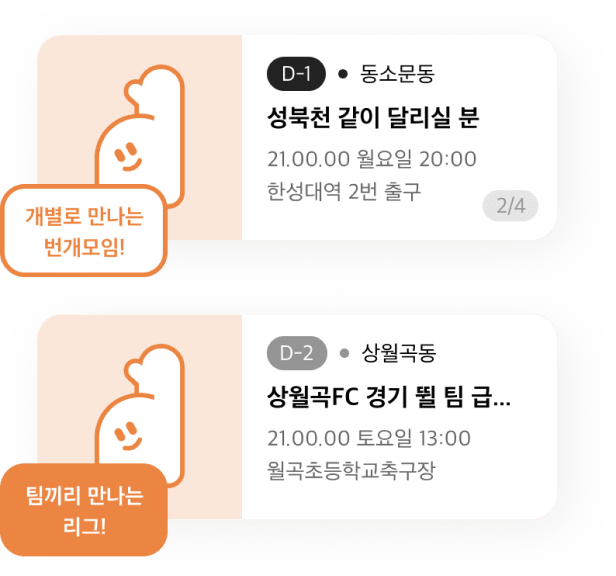 D-1 • 동소문동
성북천 같이 달리실 분
21.00.00 월요일 20:00
한성대역 2번 출구
2/4
개별로 만나는
번개모임!
D-2 • 상월곡동
상월곡FC 경기 뛸 팀 급...
21.00.00 토요일 13:00
월곡초등학교축구장
팀끼리 만나는
리그!